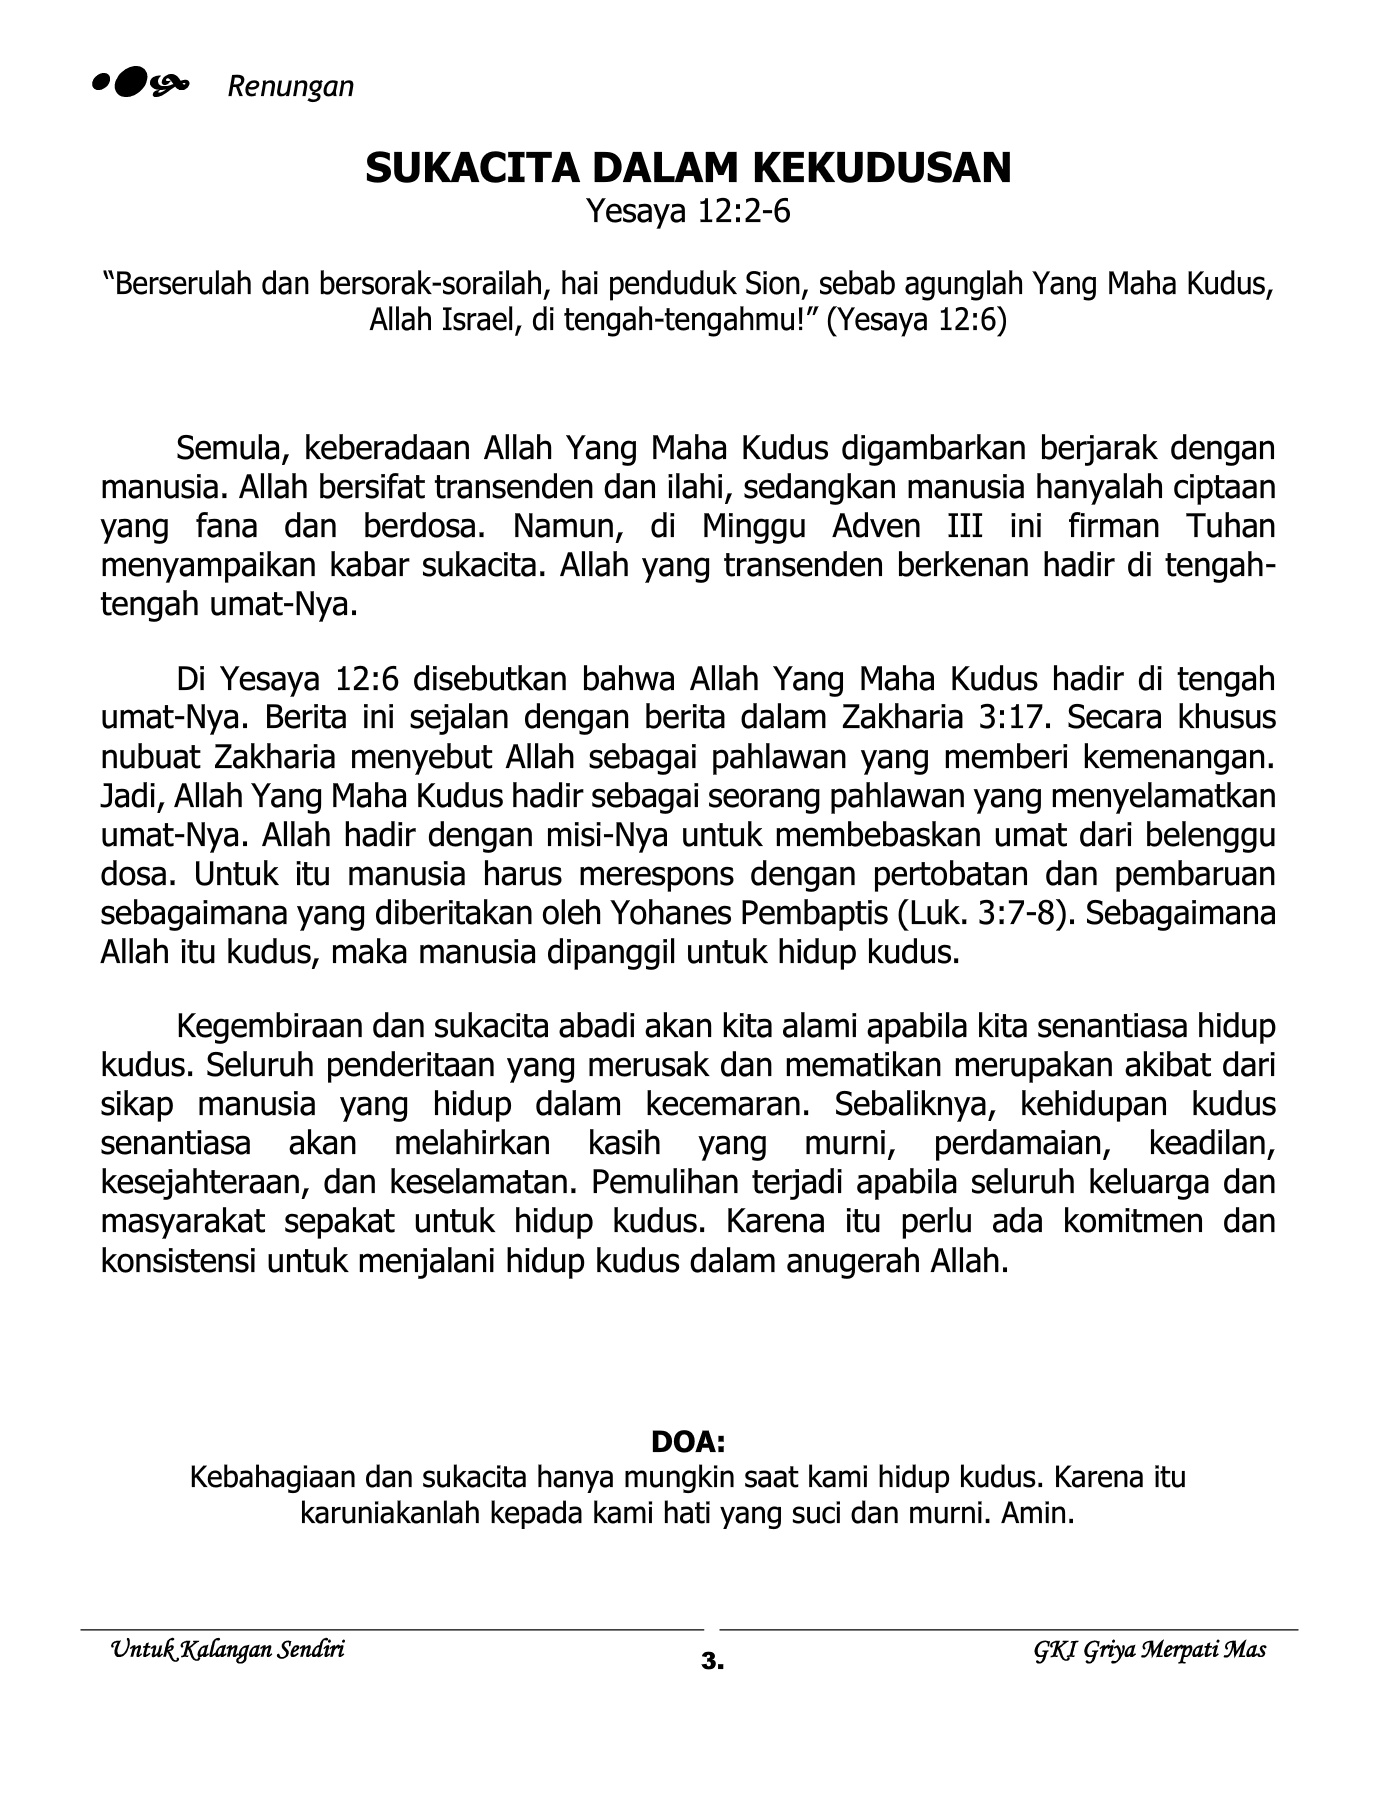 Renungan
SUKACITA DALAM KEKUDUSAN
Yesaya 12:2-6
“Berserulah dan bersorak-sorailah, hai penduduk Sion, sebab agunglah Yang Maha Kudus,
Allah Israel, di tengah-tengahmu!” (Yesaya 12:6)
Semula, keberadaan Allah Yang Maha Kudus digambarkan berjarak dengan
manusia. Allah bersifat transenden dan ilahi, sedangkan manusia hanyalah ciptaan
yang fana dan berdosa. Namun, di Minggu Adven III ini firman Tuhan
menyampaikan kabar sukacita. Allah yang transenden berkenan hadir di tengah-
tengah umat-Nya.
Di Yesaya 12:6 disebutkan bahwa Allah Yang Maha Kudus hadir di tengah
umat-Nya. Berita ini sejalan dengan berita dalam Zakharia 3:17. Secara khusus
nubuat Zakharia menyebut Allah sebagai pahlawan yang memberi kemenangan.
Jadi, Allah Yang Maha Kudus hadir sebagai seorang pahlawan yang menyelamatkan
umat-Nya. Allah hadir dengan misi-Nya untuk membebaskan umat dari belenggu
dosa. Untuk itu manusia harus merespons dengan pertobatan dan pembaruan
sebagaimana yang diberitakan oleh Yohanes Pembaptis (Luk. 3:7-8). Sebagaimana
Allah itu kudus, maka manusia dipanggil untuk hidup kudus.
Kegembiraan dan sukacita abadi akan kita alami apabila kita senantiasa hidup
kudus. Seluruh penderitaan yang merusak dan mematikan merupakan akibat dari
sikap manusia yang hidup dalam kecemaran. Sebaliknya, kehidupan kudus
senantiasa akan melahirkan kasih yang murni, perdamaian, keadilan,
kesejahteraan, dan keselamatan. Pemulihan terjadi apabila seluruh keluarga dan
masyarakat sepakat untuk hidup kudus. Karena itu perlu ada komitmen dan
konsistensi untuk menjalani hidup kudus dalam anugerah Allah.
DOA:
Kebahagiaan dan sukacita hanya mungkin saat kami hidup kudus. Karena itu
karuniakanlah kepada kami hati yang suci dan murni. Amin.
Untuk Kalangan Sendiri
3.
GKI Griya Merpati Mas